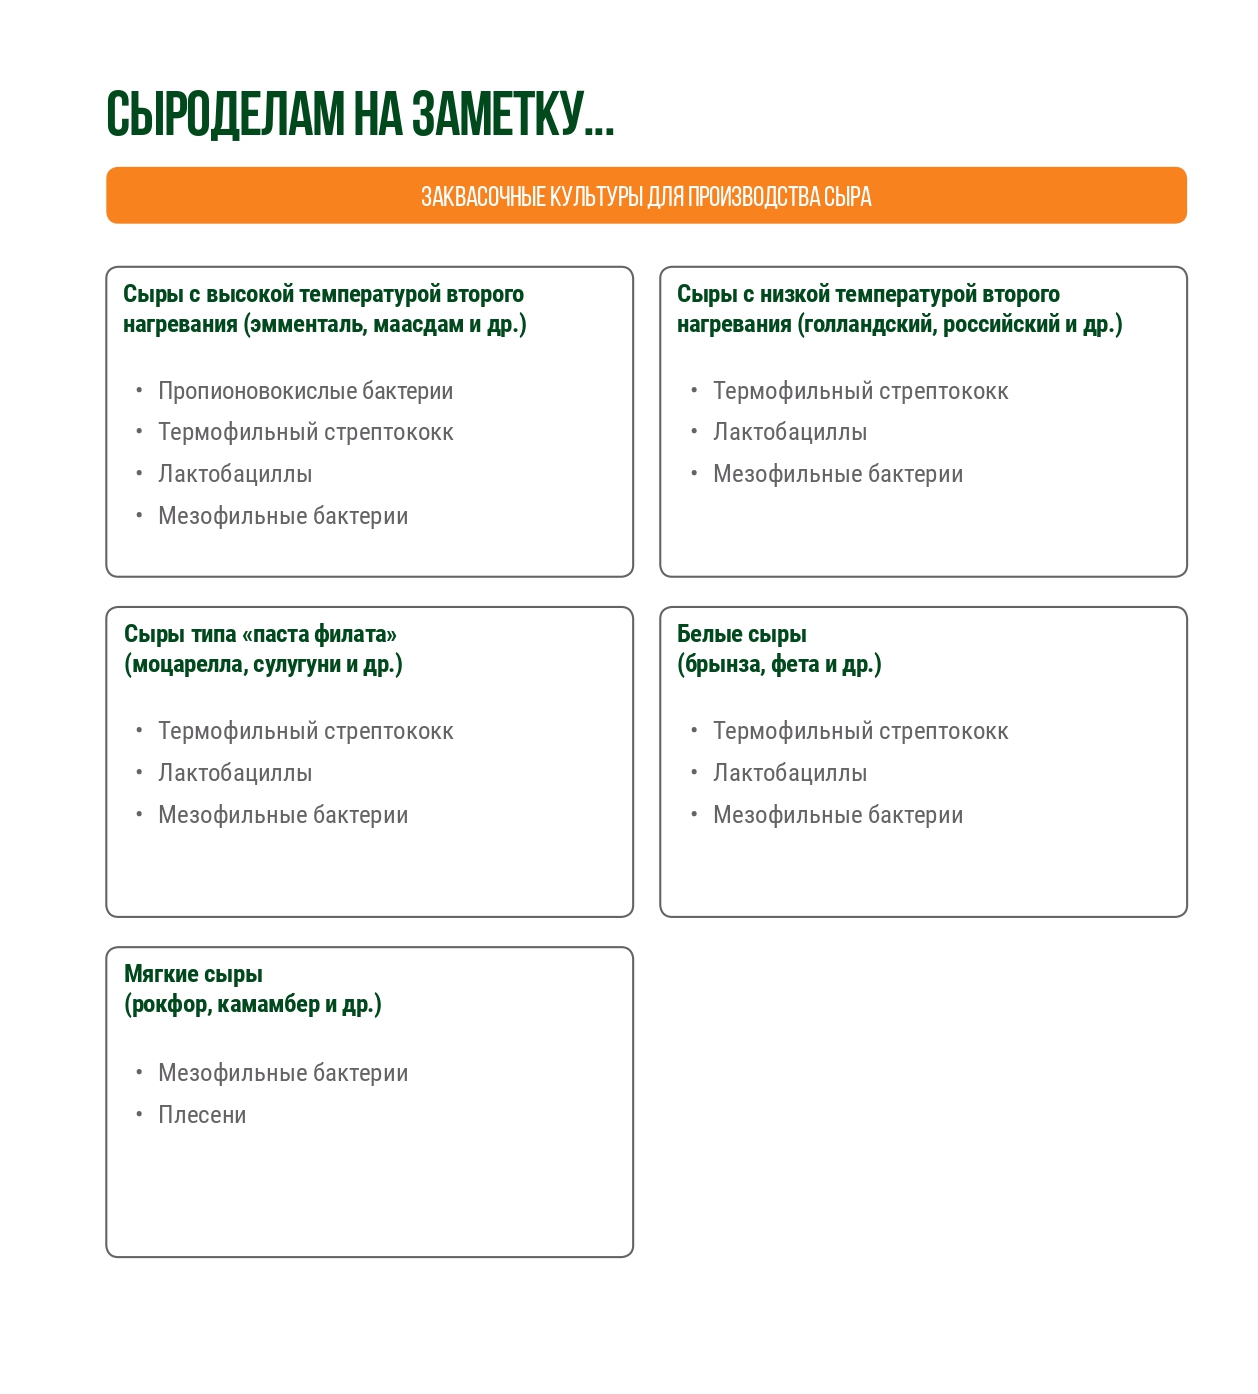 СЫРОДЕЛАМ НА ЗАМЕТКУ...
ЗАКВАСОЧНЫЕ КУЛЬТУРЫ ДЛЯ ПРОИЗВОДСТВА СЫРА
Сыры с высокой температурой второго
нагревания (эмменталь, маасдам и др.)
• Пропионовокислые бактерии
• Термофильный стрептококк
• Лактобациллы
• Мезофильные бактерии
Сыры с низкой температурой второго
нагревания (голландский, российский и др.)
• Термофильный стрептококк
• Лактобациллы
• Мезофильные бактерии
Сыры типа «паста филата»
(моцарелла, сулугуни и др.)
• Термофильный стрептококк
• Лактобациллы
• Мезофильные бактерии
Белые сыры
(брынза, фета и др.)
• Термофильный стрептококк
• Лактобациллы
• Мезофильные бактерии
Мягкие сыры
(рокфор, камамбер и др.)
• Мезофильные бактерии
• Плесени